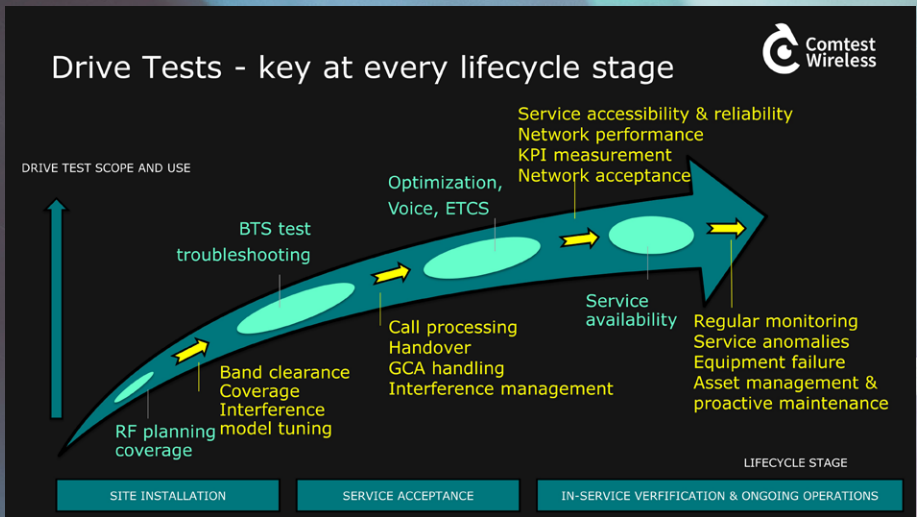 Drive Tests - key at every lifecycle stage
Comtest
Wireless
DRIVE TEST SCOPE AND USE
Service accessibility & reliability
Network performance
KPI measurement
Network acceptance
Optimization,
Voice, ETCS
BTS test
troubleshooting
Service
availability
Regular monitoring
Service anomalies
Equipment failure
Asset management &
proactive maintenance
Call processing
Handover
GCA handling
Interference management
Band clearance
Coverage
Interference
model tuning
RF planning
coverage
LIFECYCLE STAGE
SITE INSTALLATION
SERVICE ACCEPTANCE
IN-SERVICE VERFIFICATION & ONGOING OPERATIONS